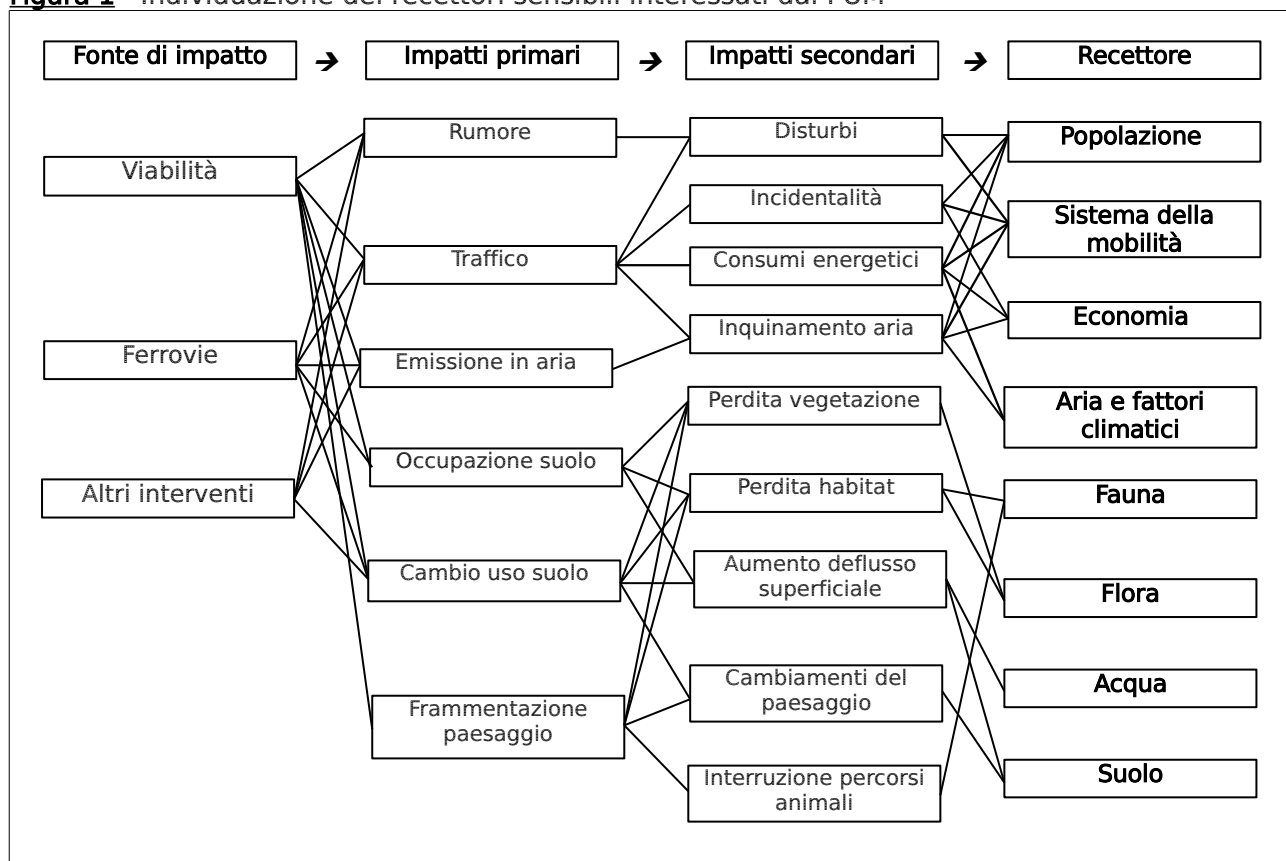 Figura 1 - Individuazione dei recettori sensibili interessati dal PUM
Fonte di impatto → Impatti primari → Impatti secondari → Recettore
Viabilità
Ferrovie
Altri interventi
Rumore
Traffico
Emissione in aria
Occupazione suolo
Cambio uso suolo
Frammentazione
paesaggio
Disturbi
Incidentalità
Consumi energetici
Inquinamento aria
Perdita vegetazione
Perdita habitat
Aumento deflusso
superficiale
Cambiamenti del
paesaggio
Interruzione percorsi
animali
Popolazione
Sistema della
mobilità
Economia
Aria e fattori
climatici
Fauna
Flora
Acqua
Suolo